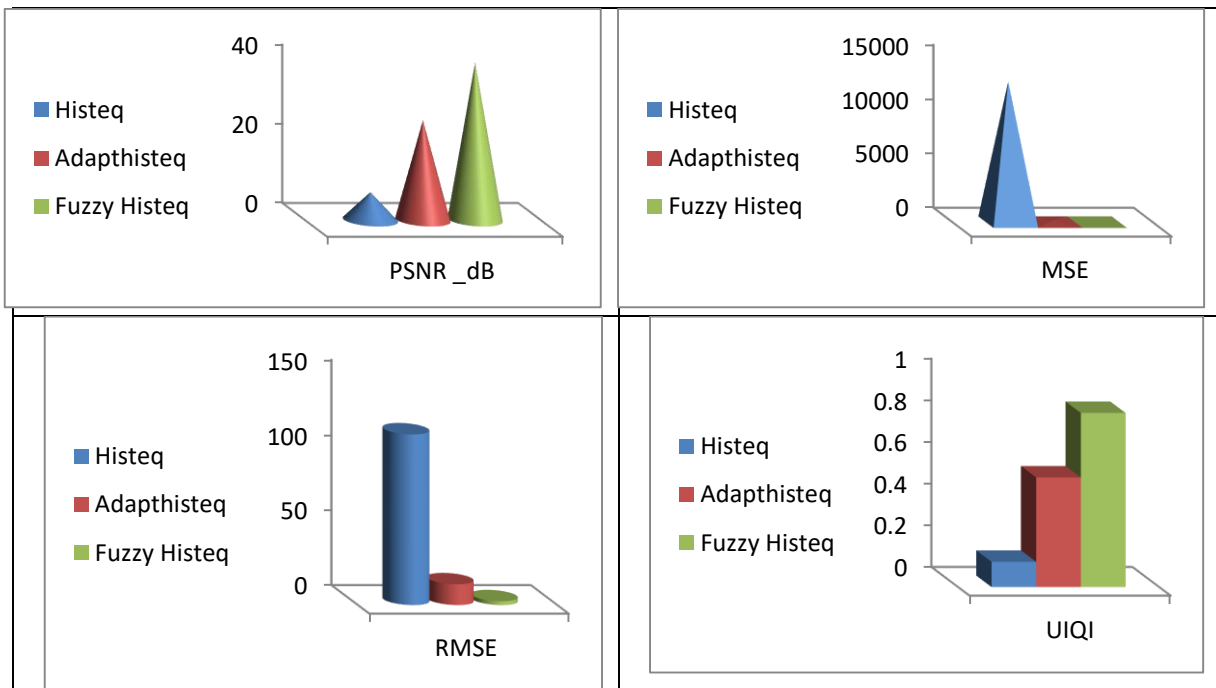 40
20
0
Histeq
Adapthisteq
Fuzzy Histeq
PSNR _dB
15000
10000
5000
0
Histeq
Adapthisteq
Fuzzy Histeq
MSE
150
100
50
0
Histeq
Adapthisteq
Fuzzy Histeq
RMSE
1
0.8
0.6
0.4
0.2
0
Histeq
Adapthisteq
Fuzzy Histeq
UIQI